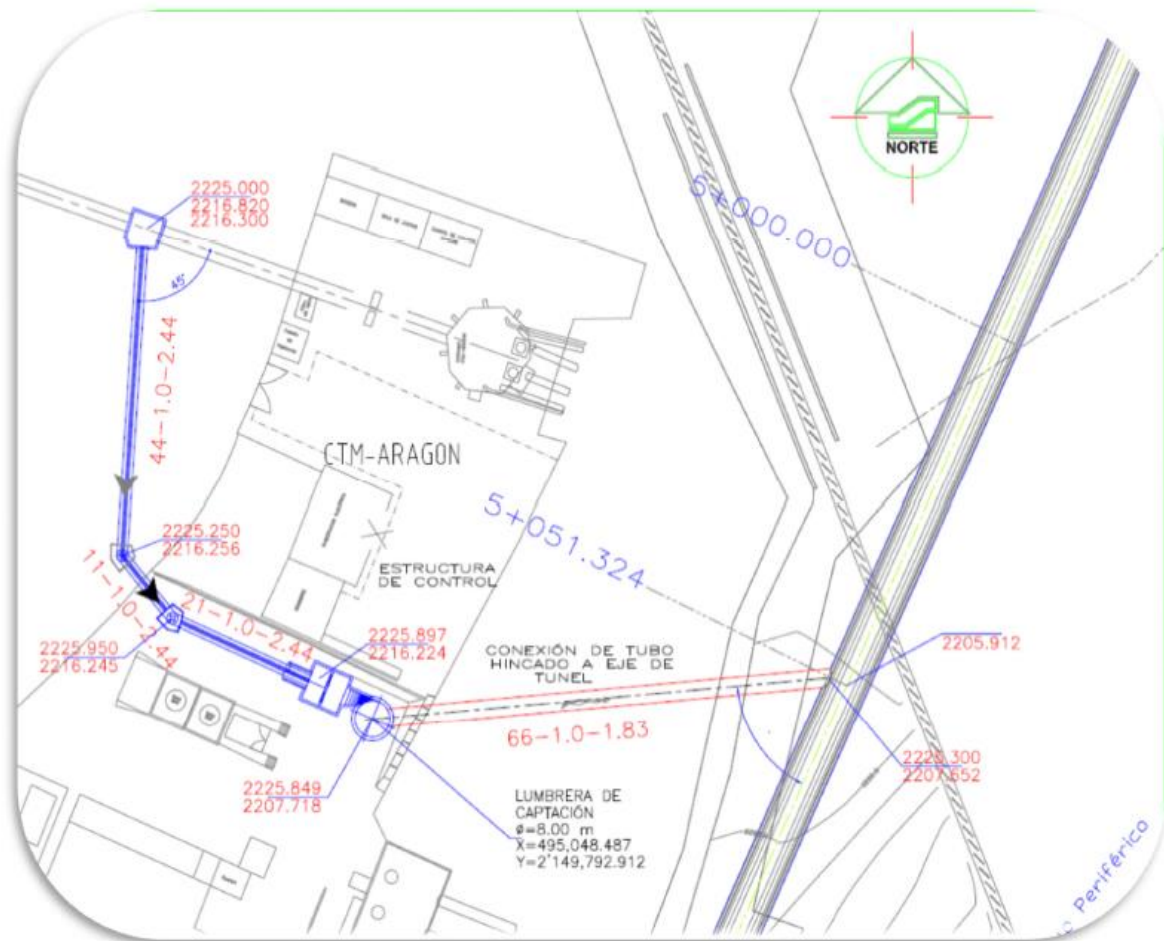 NORTE
5+000.000
2225.000
2216.820
2216.300
45°
44-1.0-2.44
CTM-ARAGON
5+051.324
2225.250
2216.256
ESTRUCTURA
DE CONTROL
11-1.0-2.44
21-1.0-2.44
2225.950
2216.245
2225.897
2216.224
CONEXIÓN DE TUBO
HINCADO A EJE DE
TUNEL
2205.912
66-1.0-1.83
2207.652
2225.849
2207.718
LUMBRERA DE
CAPTACIÓN
ø=8.00 m
X=495,048.487
Y=2'149,792.912
Periférico